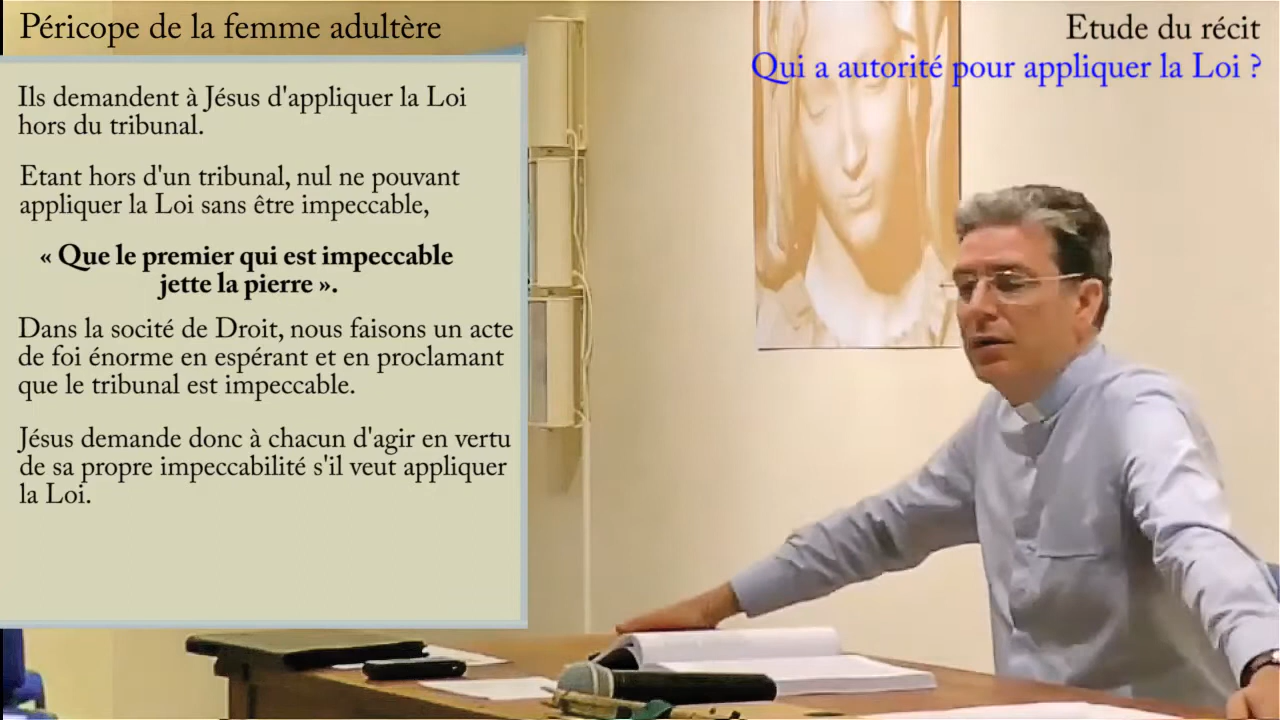 Péricope de la femme adultère
Etude du récit
Qui a autorité pour appliquer la Loi ?
Ils demandent à Jésus d'appliquer la Loi
hors du tribunal.
Etant hors d'un tribunal, nul ne pouvant
appliquer la Loi sans être impeccable,
« Que le premier qui est impeccable
jette la pierre ».
Dans la socité de Droit, nous faisons un acte
de foi énorme en espérant et en proclamant
que le tribunal est impeccable.
Jésus demande donc à chacun d'agir en vertu
de sa propre impeccabilité s'il veut appliquer
la Loi.